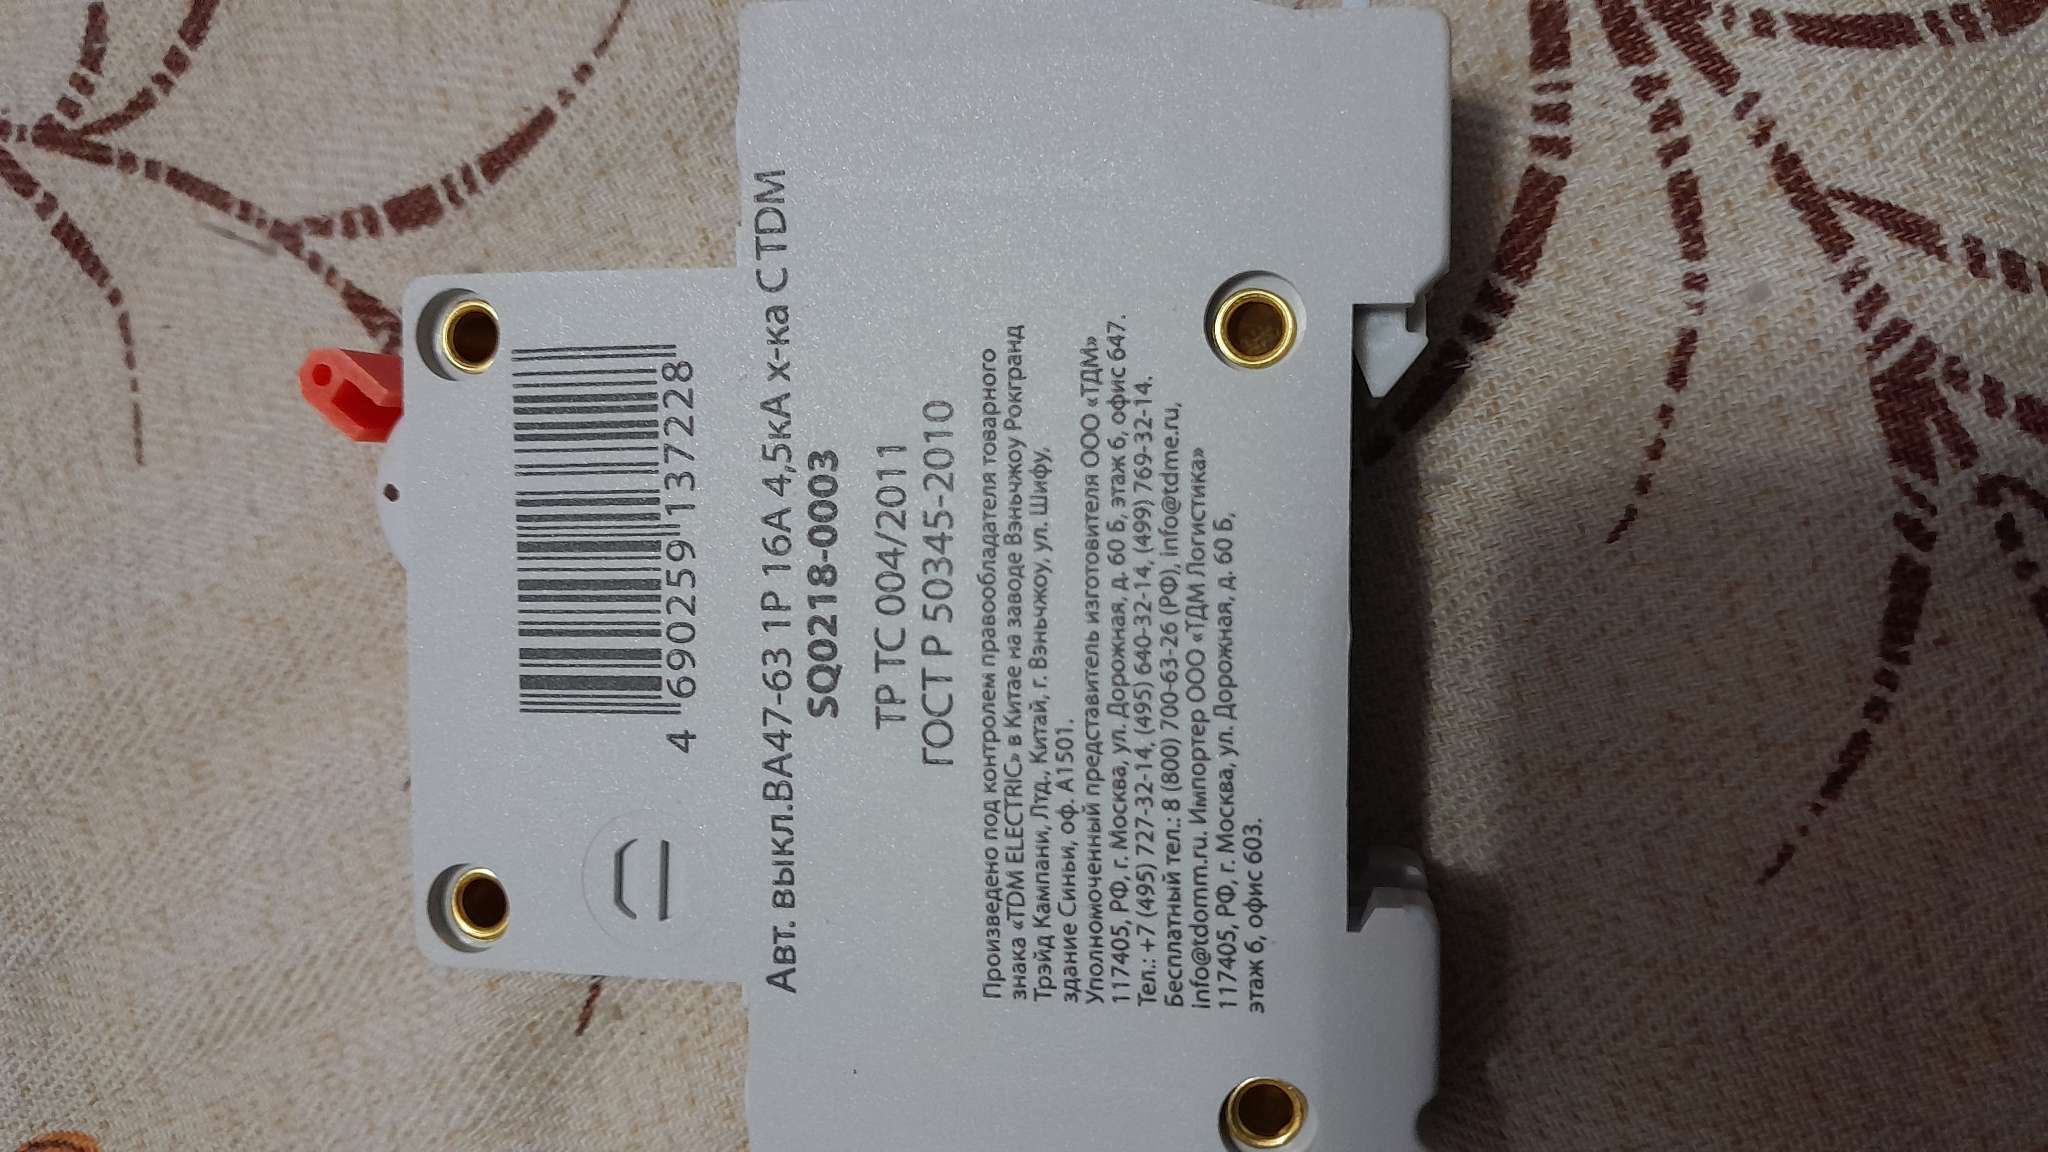 4 690259 137228
Авт. выкл.ВА47-63 1Р 16А 4,5кА х-ка С TDM
SQ0218-0003
ТР ТС 004/2011
ГОСТ Р 50345-2010
Произведено под контролем правообладателя товарного
знака «TDM ELECTRIC» в Китае на заводе Вэньчжоу Рокгранд
Трэйд Кампани, Лтд., Китай, г. Вэньчжоу, ул. Шифу,
здание Синьи, оф. А1501.
Уполномоченный представитель изготовителя ООО «ТДМ»
117405, РФ, г. Москва, ул. Дорожная, д. 60 Б, этаж 6, офис 647.
Тел.: +7 (495) 727-32-14, (495) 640-32-14, (499) 769-32-14.
Бесплатный тел.: 8 (800) 700-63-26 (РФ), info@tdme.ru,
info@tdomm.ru. Импортер ООО «ТДМ Логистика»
117405, РФ, г. Москва, ул. Дорожная, д. 60 Б,
этаж 6, офис 603.